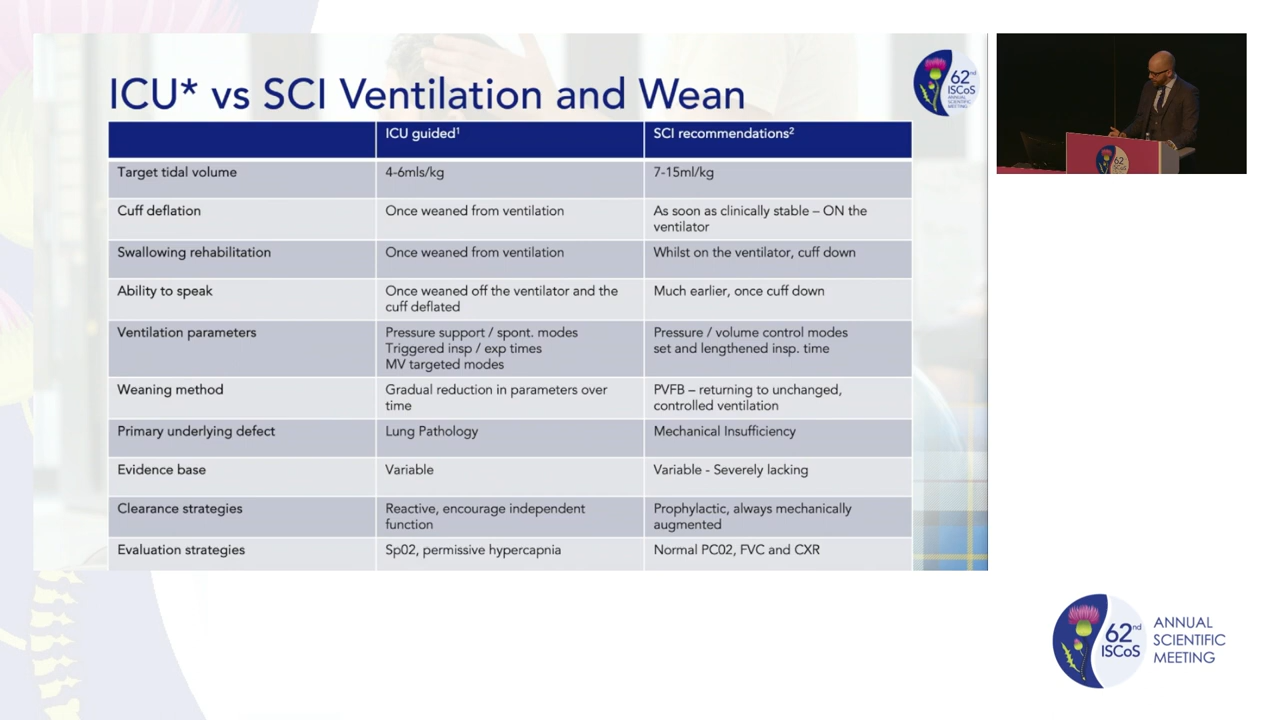 ICU* vs SCI Ventilation and Wean
62nd
ISCoS
ANNUAL
SCIENTIFIC
MEETING
ICU guided¹
SCI recommendations²
Target tidal volume
4-6mls/kg
7-15ml/kg
Cuff deflation
Once weaned from ventilation
As soon as clinically stable – ON the
ventilator
Swallowing rehabilitation
Once weaned from ventilation
Whilst on the ventilator, cuff down
Ability to speak
Once weaned off the ventilator and the
cuff deflated
Much earlier, once cuff down
Ventilation parameters
Pressure support / spont. modes
Triggered insp / exp times
MV targeted modes
Pressure / volume control modes
set and lengthened insp. time
Weaning method
Gradual reduction in parameters over
time
PVFB – returning to unchanged,
controlled ventilation
Primary underlying defect
Lung Pathology
Mechanical Insufficiency
Evidence base
Variable
Variable - Severely lacking
Clearance strategies
Reactive, encourage independent
function
Prophylactic, always mechanically
augmented
Evaluation strategies
Sp02, permissive hypercapnia
Normal PC02, FVC and CXR
62
62nd
ISCoS
ANNUAL
SCIENTIFIC
MEETING